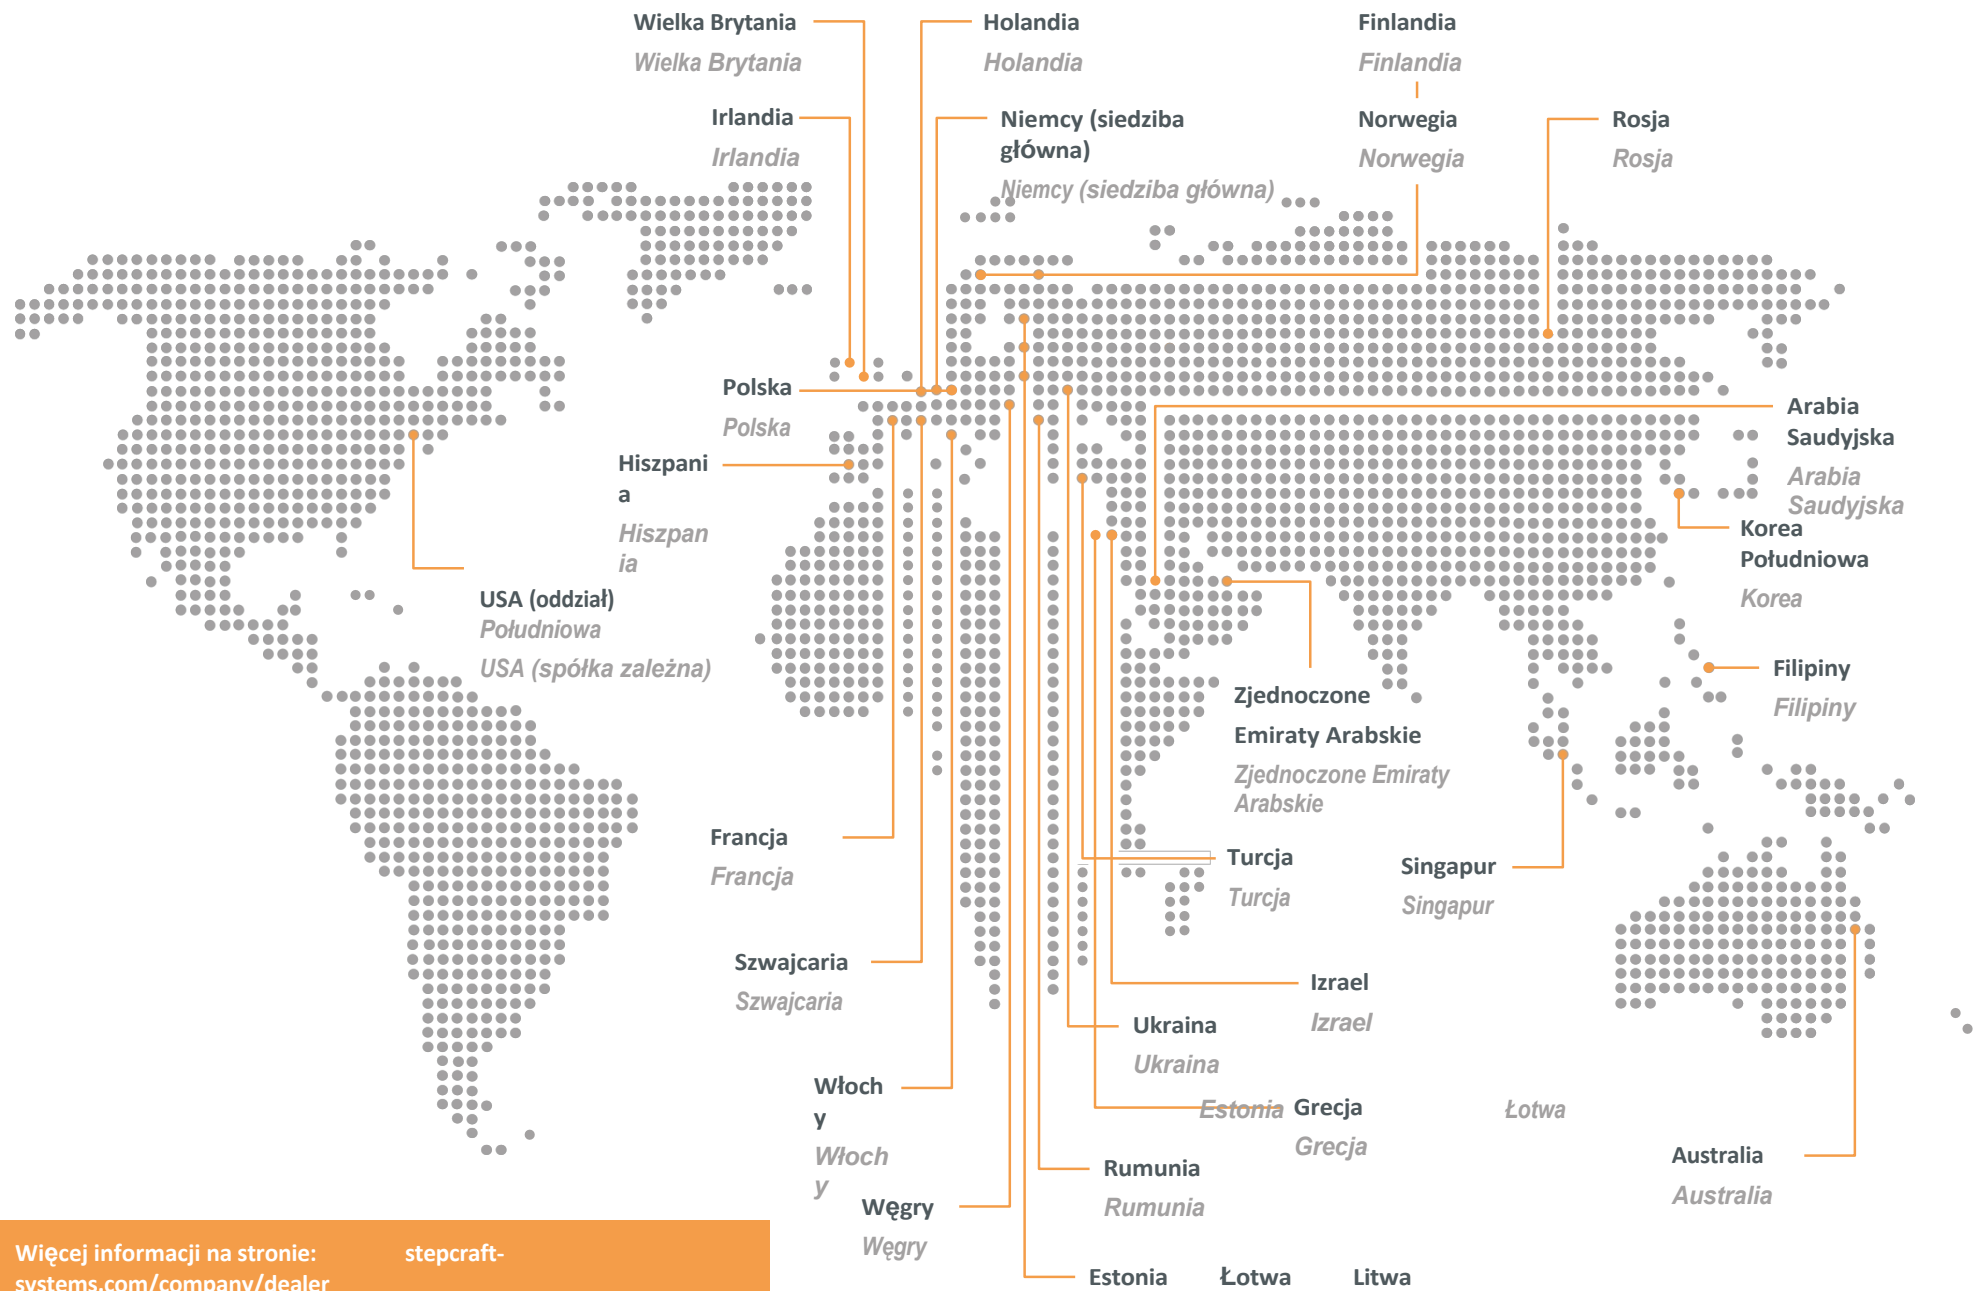 Wielka Brytania
Wielka Brytania
Holandia
Holandia
Finlandia
Finlandia
Irlandia
Irlandia
Niemcy (siedziba
główna)
Niemcy (siedziba główna)
Norwegia
Norwegia
Rosja
Rosja
Polska
Polska
Hiszpani
a
Hiszpan
ia
Arabia
Saudyjska
Arabia
Saudyjska
Korea
Południowa
Korea
USA (oddział)
Południowa
USA (spółka zależna)
Filipiny
Filipiny
Zjednoczone
Emiraty Arabskie
Zjednoczone Emiraty
Arabskie
Francja
Francja
Turcja
Turcja
Singapur
Singapur
Szwajcaria
Szwajcaria
Izrael
Izrael
Ukraina
Ukraina
Włoch
y
Włoch
y
Estonia
Grecja
Łotwa
Grecja
Rumunia
Rumunia
Australia
Australia
Węgry
Węgry
Więcej informacji na stronie: stepcraft-
systems.com/company/dealer
Estonia Łotwa Litwa